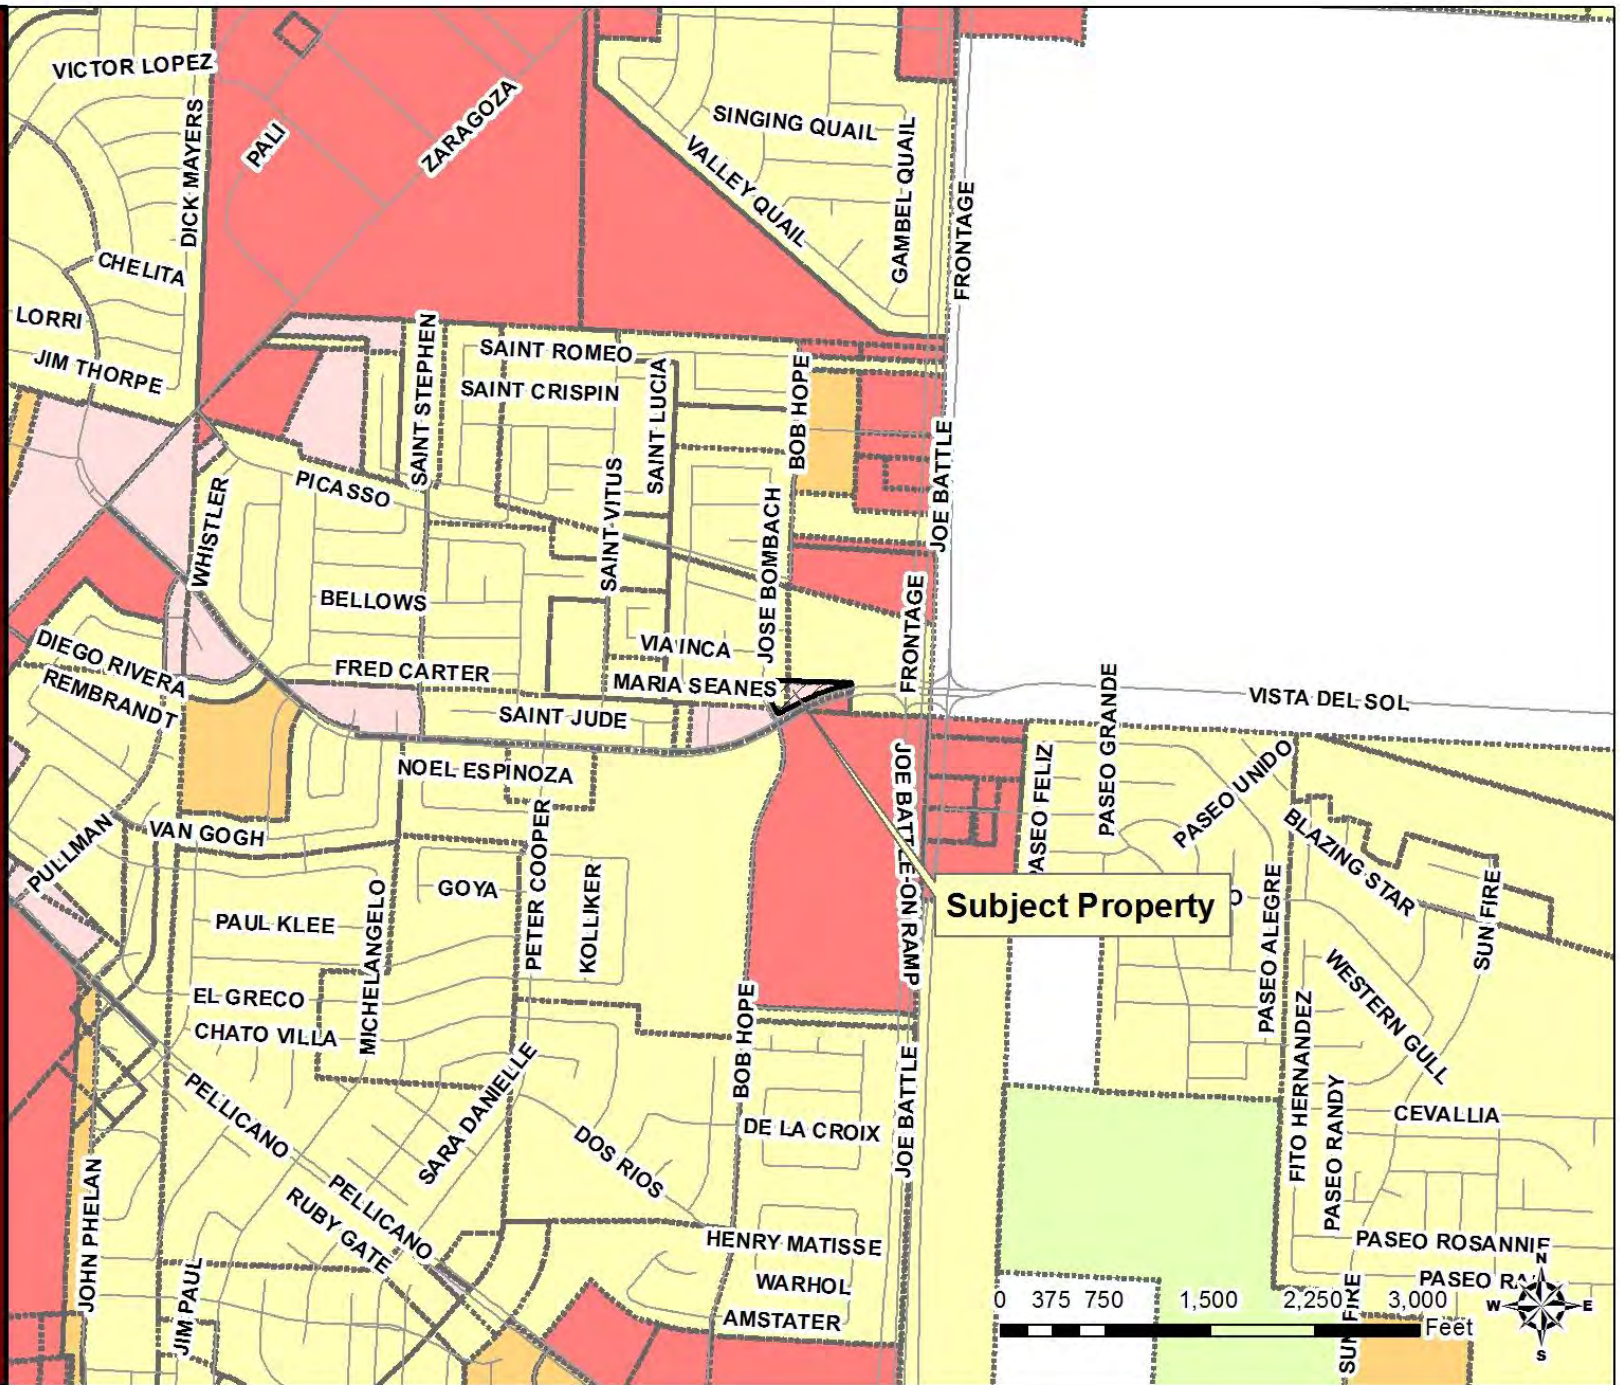 VICTOR LOPEZ
DICK MAYERS
PALI
ZARAGOZA
SINGING QUAIL
VALLEY QUAIL
GAMBEL QUAIL
FRONTAGE
CHELITA
LORRI
JIM THORPE
SAINT STEPHEN
SAINT ROMEO
SAINT CRISPIN
SAINT LUCIA
BOB HOPE
JOE BATTLE
PICASSO
WHISTLER
SAINT VITUS
JOSE BOMBACH
BELLOWS
FRONTAGE
VIA INCA
DIEGO RIVERA
REMBRANDT
FRED CARTER
MARIA SEANES
SAINT JUDE
VISTA DEL SOL
PASEO GRANDE
NOEL ESPINOZA
JOE BATTLE-ON RAMP
PASEO FELIZ
PASEO UNIDO
BLAZING STAR
PULLMAN
VAN GOGH
PETER COOPER
GOYA
KOLLIKER
MICHELANGELO
PAUL KLEE
Subject Property
O
PASEO ALEGRE
SUN FIRE
EL GRECO
CHATO VILLA
BOB HOPE
WESTERN GULL
FITO HERNANDEZ
PASEO RANDY
PELLICANO
SARA DANIELLE
DOS RIOS
DE LA CROIX
JOE BATTLE
CEVALLIA
JOHN PHELAN
RUBY GATE
PELLICANO
JIM PAUL
HENRY MATISSE
WARHOL
AMSTATER
PASEO ROSANNIE
PASEO RA
SUN FIRE
N
W E
S
0 375 750 1,500 2,250 3,000
Feet